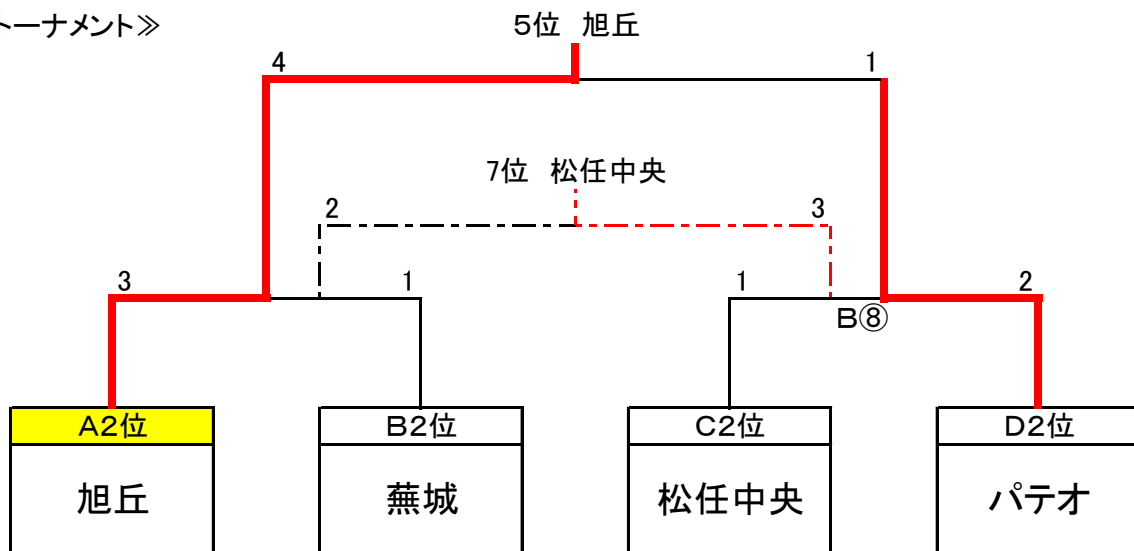 トーナメント≫
5位 旭丘
4 1
7位 松任中央
2 3
3 1 1 2
B⑧
A2位 B2位 C2位 D2位
旭丘 蕪城 松任中央 パテオ